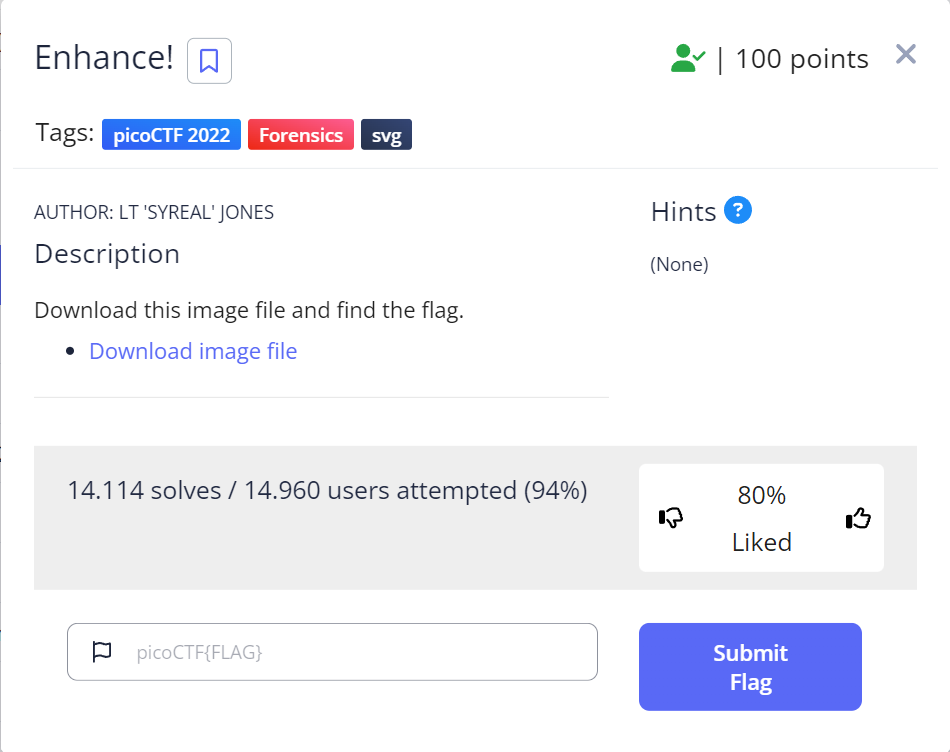 Enhance!
| 100 points
Tags: picoCTF 2022 Forensics svg
AUTHOR: LT 'SYREAL' JONES
Description
Download this image file and find the flag.
Download image file
Hints ?
(None)
14.114 solves / 14.960 users attempted (94%)
80%
Liked
picoCTF{FLAG}
Submit
Flag